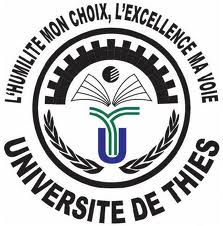 L'HUMILITE MON CHOIX, L'EXCELLENCE MA VOIE
UNIVERSITE DE THIES